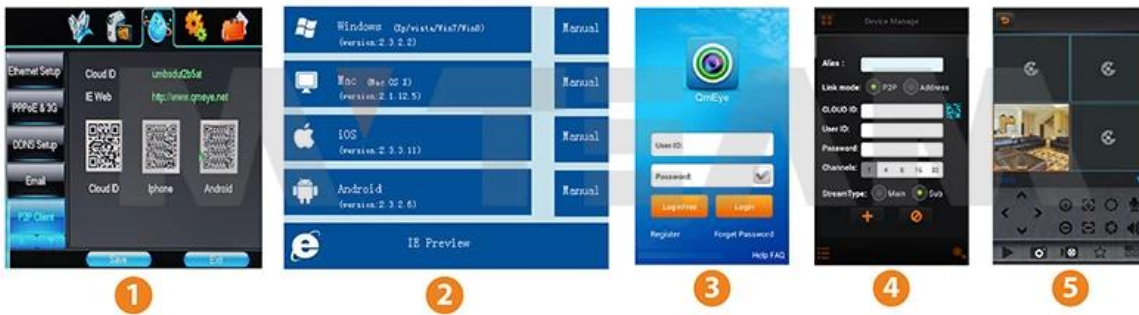 Ethernet Setup
PPPoE & 3G
DDNS Setup
Email
P2P Client
Cloud ID
umbsduf2b5at
IE Web
http://www.qmeye.net
Cloud ID
Iphone
Android
Save
Exit
1
Windows (Xp/vista/Win7/Win8)
(version:2.3.2.2)
Manual
Mac (Mac OS X)
(version:2.1.12.5)
Manual
iOS
(version:2.3.3.11)
Manual
Android
(version:2.3.2.6)
Manual
IE Preview
2
QmEye
User ID:
Password:
LoginFree
Login
Register
Forget Password
Help FAQ
3
Device Manage
Alias :
Link mode: P2P Address
CLOUD ID:
User ID:
Password:
Channels: 1 4 8 16 32
StreamType: Main Sub
4
5